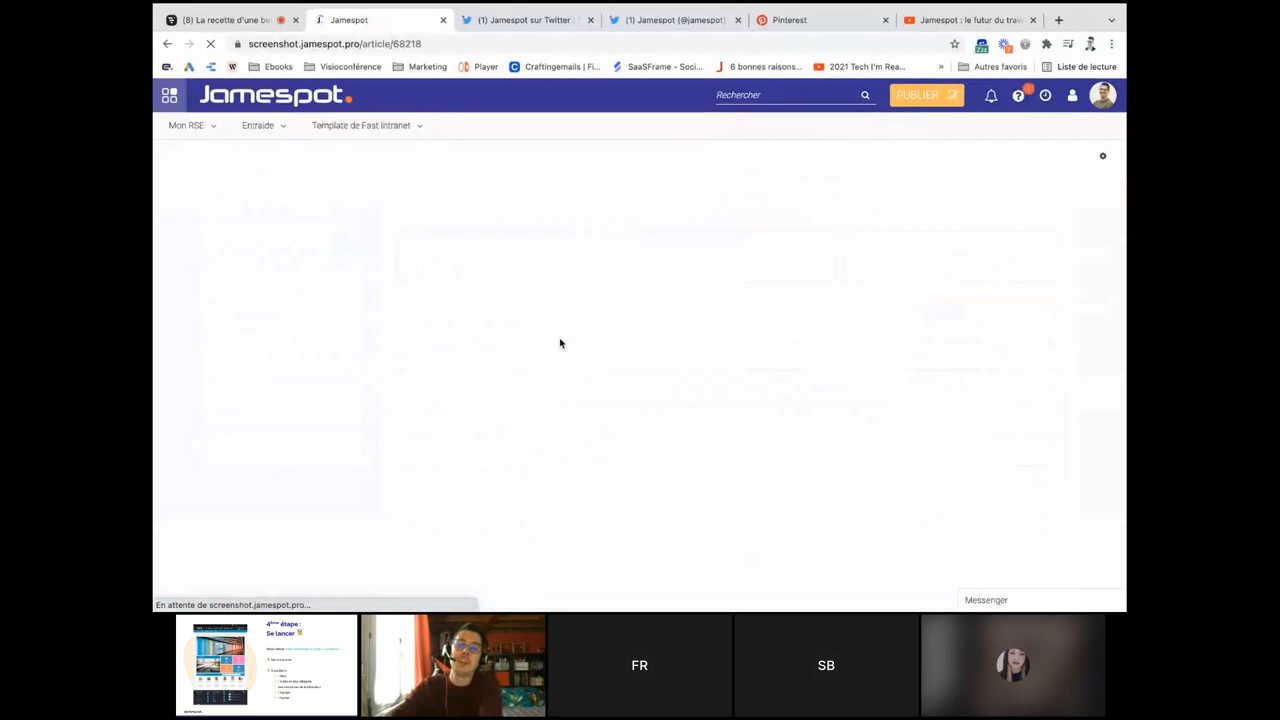 (8) La recette d'une be
Jamespot
(1) Jamespot sur Twitter : "
(1) Jamespot (@jamespot)
Pinterest
Jamespot : le futur du trav
screenshot.jamespot.pro/article/68218
Ebooks
Visioconférence
Marketing
Player
Craftingemails | Fi...
SaaSFrame - Soci...
6 bonnes raisons...
2021 Tech I'm Rea...
»
Autres favoris
Liste de lecture
Jamespot.
Rechercher
PUBLIER
Mon RSE
Entraide
Template de Fast Intranet
En attente de screenshot.jamespot.pro...
Messenger
4ème étape :
Se lancer
FR
SB